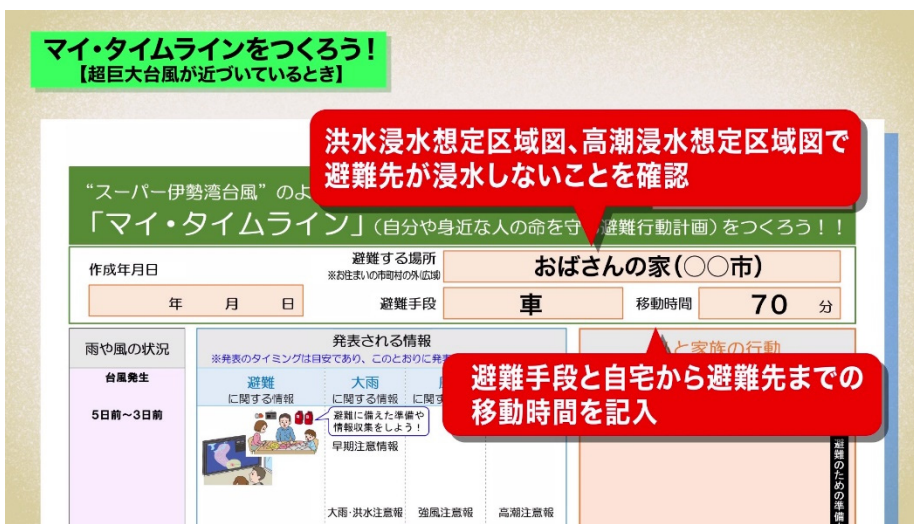 マイ・タイムラインをつくろう！
【超巨大台風が近づいているとき】
洪水浸水想定区域図、高潮浸水想定区域図で
避難先が浸水しないことを確認
“スーパー伊勢湾台風”のよ
「マイ・タイムライン」（自分や身近な人の命を守 避難行動計画）をつくろう！！
作成年月日
避難する場所
※お住まいの市町村の外（広域
おばさんの家（○○市）
年 月 日
避難手段
車
移動時間
70 分
雨や風の状況
発表される情報
※発表のタイミングは目安であり、このとおりに発
と家族の行動
避難手段と自宅から避難先までの
移動時間を記入
台風発生
5日前～3日前
避難
に関する情報
大雨
に関する情報
に関す
避難に備えた準備や
情報収集をしよう！
早期注意情報
大雨・洪水注意報 強風注意報 高潮注意報
避難のための準備